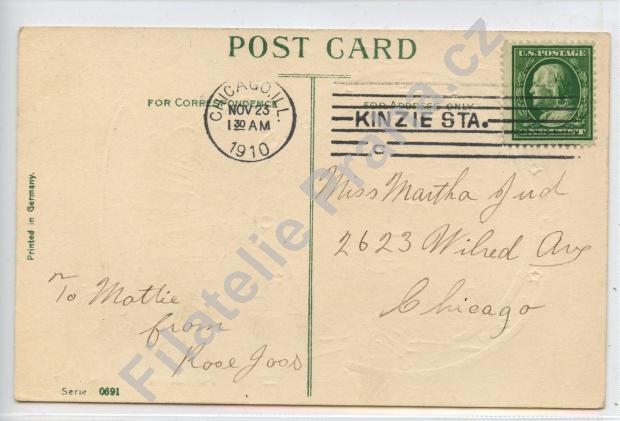 POST CARD
FOR CORRESPONDENCE
FOR ADDRESS ONLY
CHICAGO, ILL.
NOV 23
1 30 AM
1910
KINZIE STA.
U.S. POSTAGE
ONE CENT
Miss Martha Jud
2623 Wilred Ave
Chicago
To Mattie
from
Rose Joos
Printed in Germany.
Serie 0691
Filatelie Praha.cz